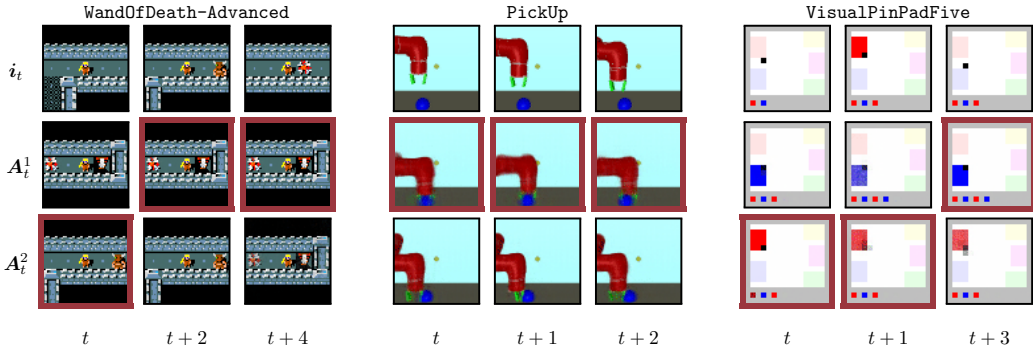 WandOfDeath-Advanced PickUp VisualPinPadFive
i_t
A_t^1
A_t^2
t t + 2 t + 4 t t + 1 t + 2 t t + 1 t + 3